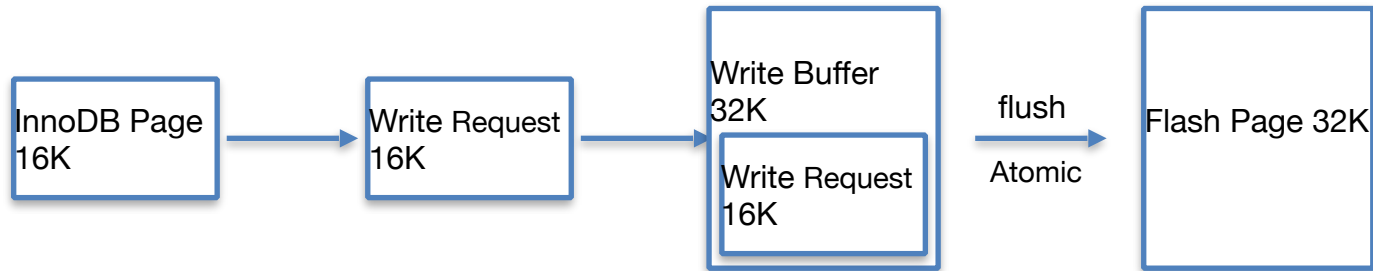 InnoDB Page
16K
Write Request
16K
Write Buffer
32K
Write Request
16K
flush
Atomic
Flash Page 32K